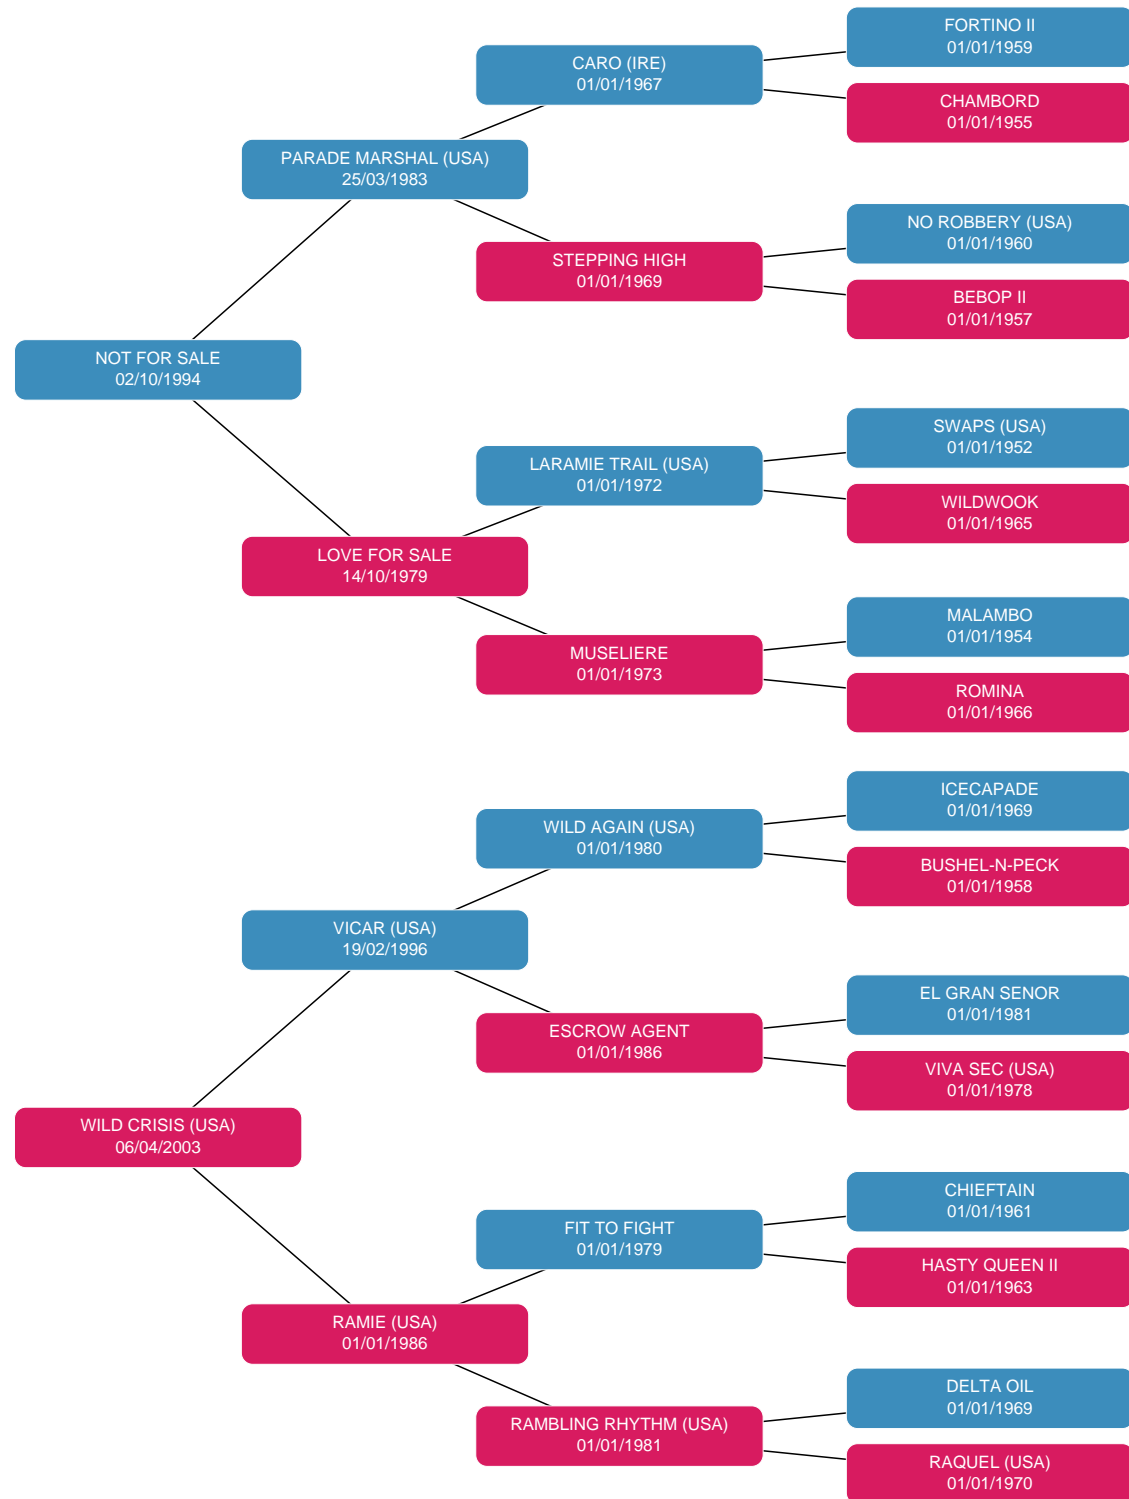 FORTINO II
01/01/1959
CARO (IRE)
01/01/1967
CHAMBORD
01/01/1955
PARADE MARSHAL (USA)
25/03/1983
NO ROBBERY (USA)
01/01/1960
STEPPING HIGH
01/01/1969
BEBOP II
01/01/1957
NOT FOR SALE
02/10/1994
SWAPS (USA)
01/01/1952
LARAMIE TRAIL (USA)
01/01/1972
WILDWOOK
01/01/1965
LOVE FOR SALE
14/10/1979
MALAMBO
01/01/1954
MUSELIERE
01/01/1973
ROMINA
01/01/1966
ICECAPADE
01/01/1969
WILD AGAIN (USA)
01/01/1980
BUSHEL-N-PECK
01/01/1958
VICAR (USA)
19/02/1996
EL GRAN SENOR
01/01/1981
ESCROW AGENT
01/01/1986
VIVA SEC (USA)
01/01/1978
WILD CRISIS (USA)
06/04/2003
CHIEFTAIN
01/01/1961
FIT TO FIGHT
01/01/1979
HASTY QUEEN II
01/01/1963
RAMIE (USA)
01/01/1986
DELTA OIL
01/01/1969
RAMBLING RHYTHM (USA)
01/01/1981
RAQUEL (USA)
01/01/1970